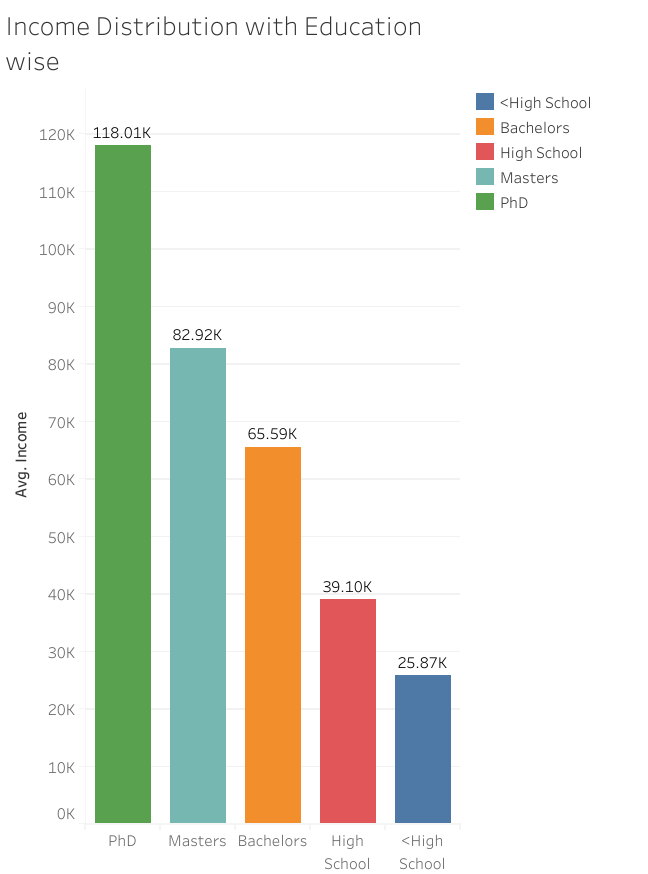 Income Distribution with Education
wise
<High School
Bachelors
High School
Masters
PhD
Avg. Income
120K
110K
100K
90K
80K
70K
60K
50K
40K
30K
20K
10K
0K
118.01K
82.92K
65.59K
39.10K
25.87K
PhD
Masters
Bachelors
High
School
<High
School